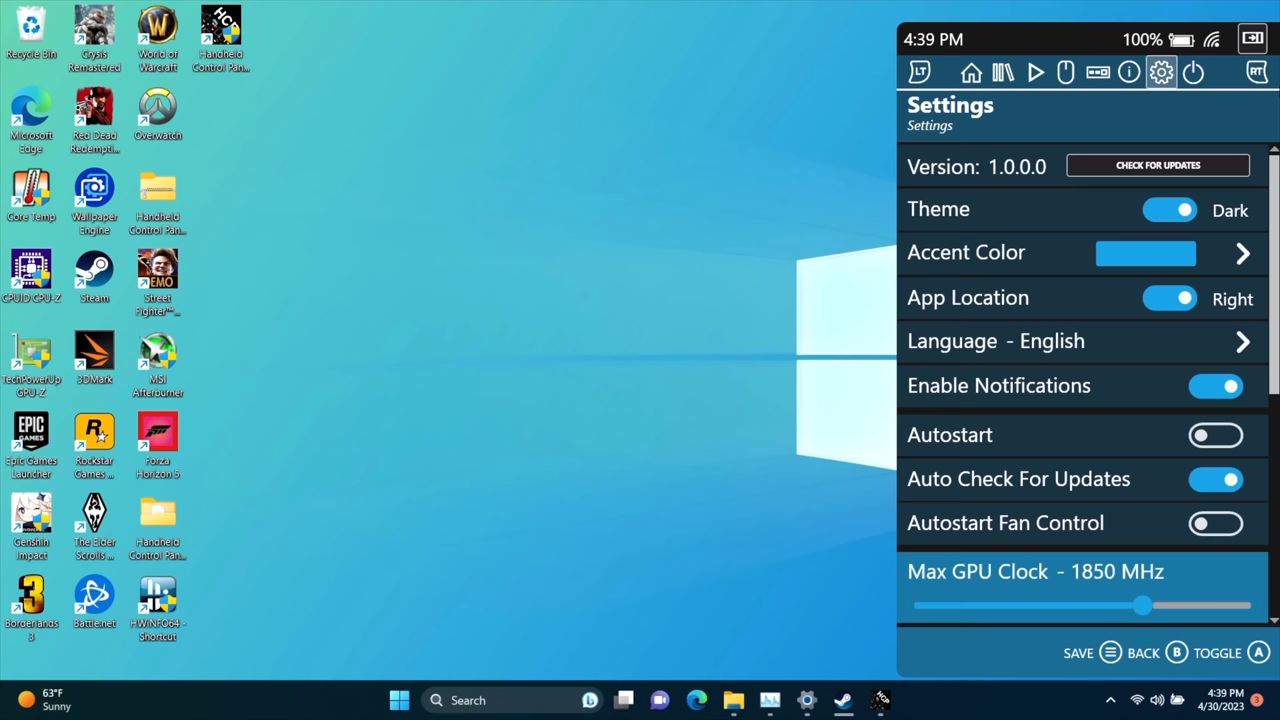 Recycle Bin
Crysis
Remastered
World of
Warcraft
HCP
Handheld
Control Pan...
Microsoft
Edge
Red Dead
Redempti...
Overwatch
Core Temp
Wallpaper
Engine
Handheld
Control Pan...
CPUID CPU-Z
Steam
Street
Fighter™...
TechPowerUp
GPU-Z
3DMark
MSI
Afterburner
EPIC
GAMES
Epic Games
Launcher
Rockstar
Games ...
Forza
Horizon 5
Genshin
Impact
The Elder
Scrolls ...
Handheld
Control Pan...
3
Borderlands
3
Battle.net
HWiNFO64 -
Shortcut
4:39 PM
100%
LT
RT
Settings
Settings
Version: 1.0.0.0
CHECK FOR UPDATES
Theme
Dark
Accent Color
App Location
Right
Language - English
Enable Notifications
Autostart
Auto Check For Updates
Autostart Fan Control
Max GPU Clock - 1850 MHz
SAVE BACK B TOGGLE A
63°F
Sunny
Search
4:39 PM
4/30/2023
3